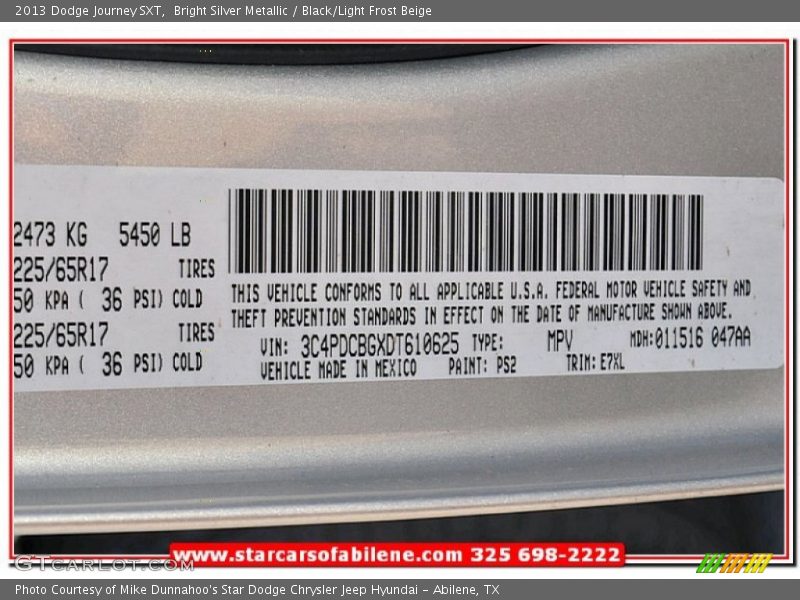 2013 Dodge Journey SXT, Bright Silver Metallic / Black/Light Frost Beige
2473 KG 5450 LB
225/65R17 TIRES
50 KPA ( 36 PSI) COLD
225/65R17 TIRES
50 KPA ( 36 PSI) COLD
THIS VEHICLE CONFORMS TO ALL APPLICABLE U.S.A. FEDERAL MOTOR VEHICLE SAFETY AND
THEFT PREVENTION STANDARDS IN EFFECT ON THE DATE OF MANUFACTURE SHOWN ABOVE.
VIN: 3C4PDCBGXDT610625 TYPE: MPV MDH:011516 047AA
VEHICLE MADE IN MEXICO PAINT: PS2 TRIM: E7XL
www.starcarsofabilene.com 325 698-2222
GTCarLot.com
Photo Courtesy of Mike Dunnahoo's Star Dodge Chrysler Jeep Hyundai - Abilene, TX